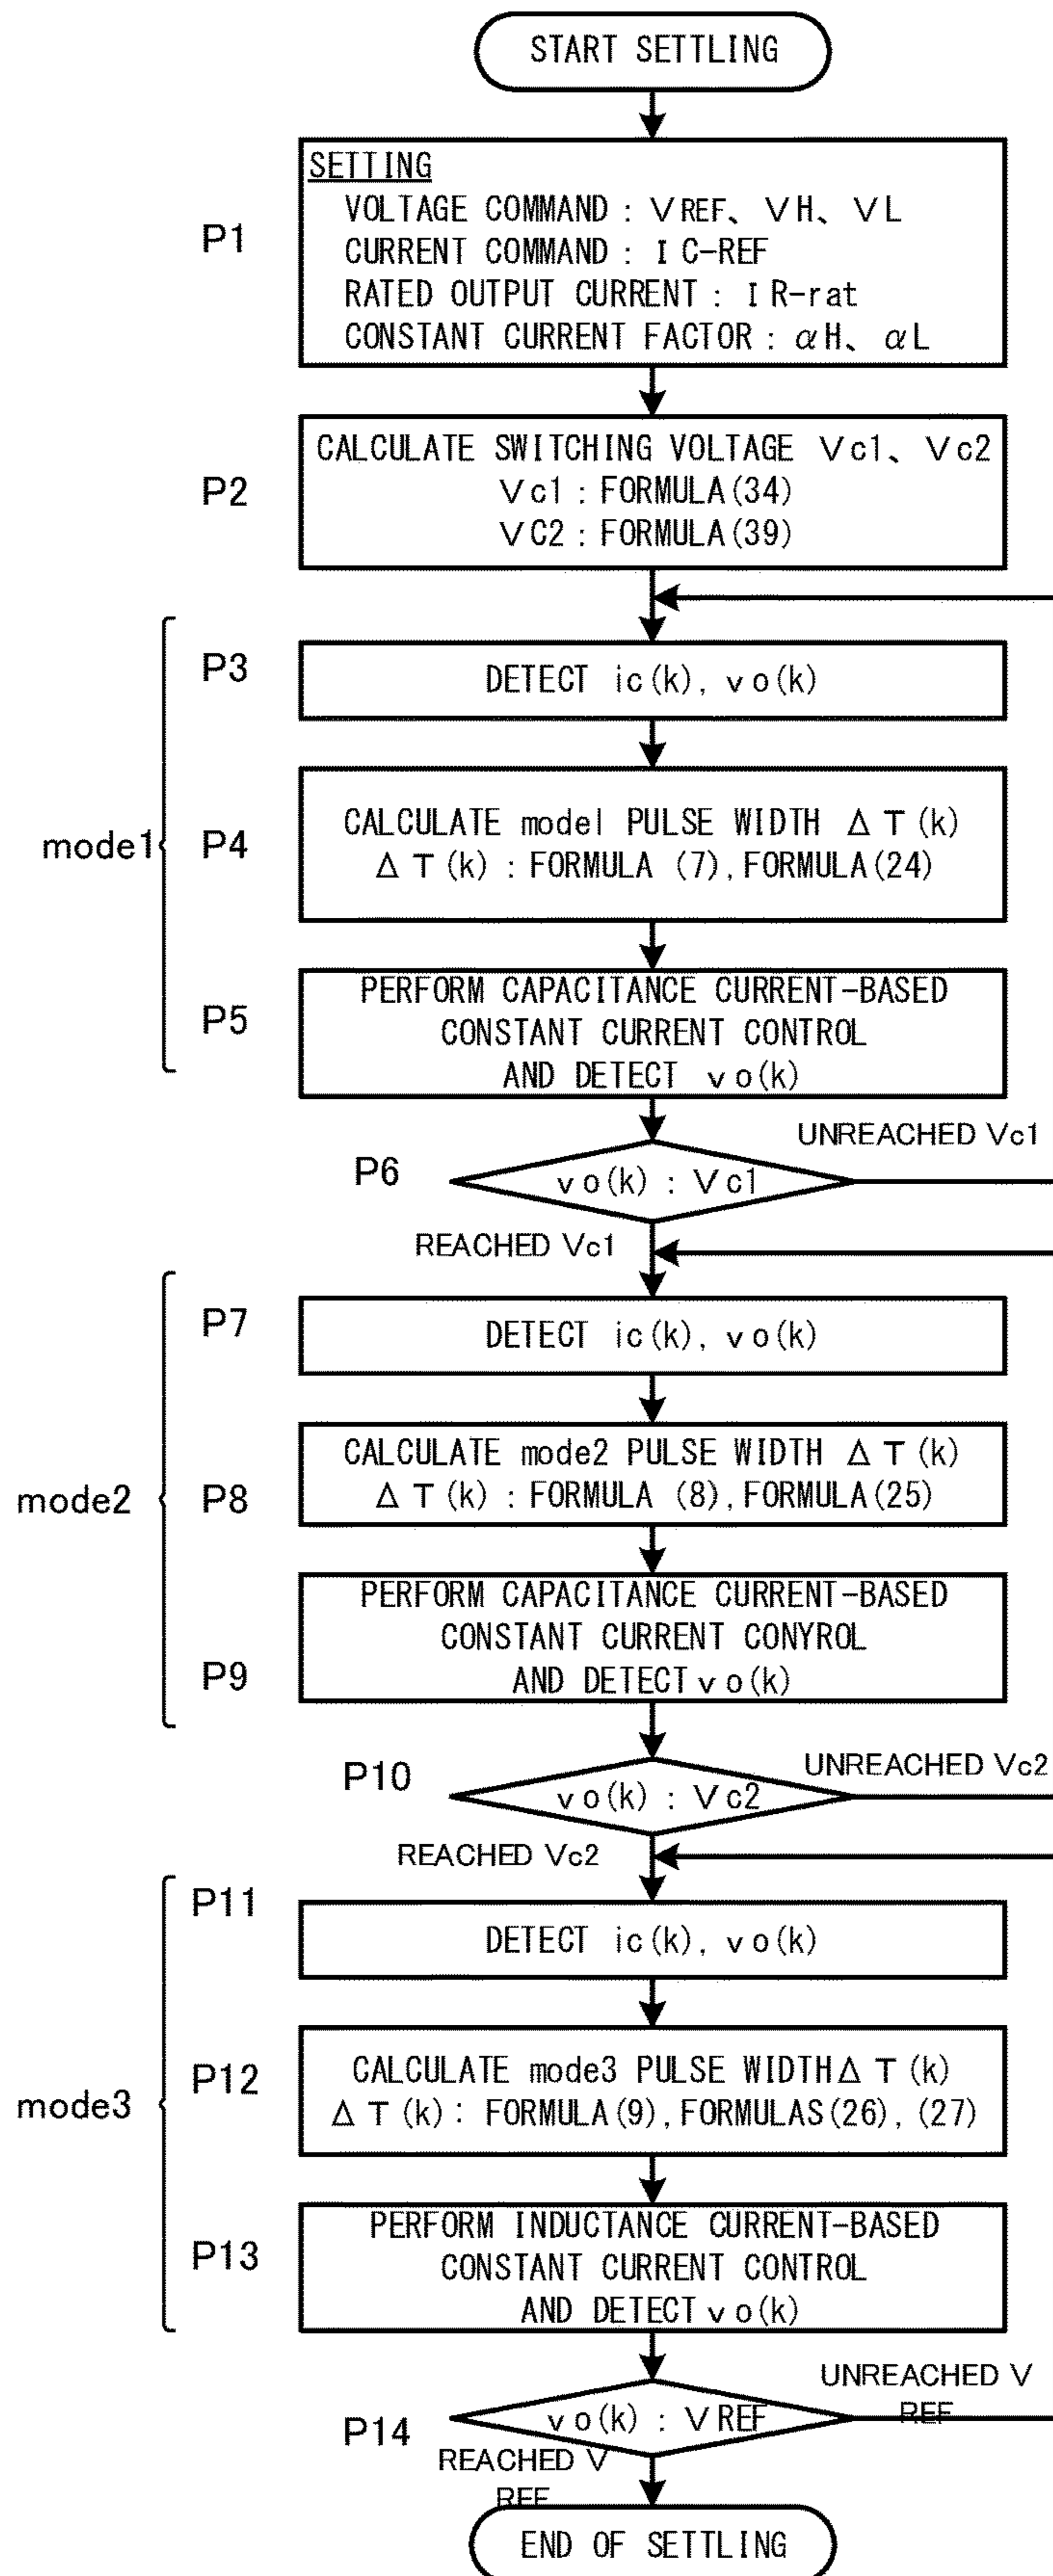 START SETTLING
SETTING
VOLTAGE COMMAND : VREF、VH、VL
P1
CURRENT COMMAND : I C-REF
RATED OUTPUT CURRENT : I R-rat
CONSTANT CURRENT FACTOR : αH、αL
CALCULATE SWITCHING VOLTAGE Vc1、Vc2
P2
Vc1 : FORMULA(34)
VC2 : FORMULA(39)
P3
DETECT ic(k), vo(k)
mode1
P4
CALCULATE mode1 PULSE WIDTH ΔT(k)
ΔT(k) : FORMULA (7), FORMULA(24)
P5
PERFORM CAPACITANCE CURRENT-BASED
CONSTANT CURRENT CONTROL
AND DETECT vo(k)
UNREACHED Vc1
P6
vo(k) : Vc1
REACHED Vc1
P7
DETECT ic(k), vo(k)
mode2
P8
CALCULATE mode2 PULSE WIDTH ΔT(k)
ΔT(k) : FORMULA (8), FORMULA(25)
PERFORM CAPACITANCE CURRENT-BASED
CONSTANT CURRENT CONYROL
P9
AND DETECT vo(k)
UNREACHED Vc2
P10
vo(k) : Vc2
REACHED Vc2
P11
DETECT ic(k), vo(k)
mode3
P12
CALCULATE mode3 PULSE WIDTH ΔT(k)
ΔT(k) : FORMULA(9), FORMULAS(26), (27)
P13
PERFORM INDUCTANCE CURRENT-BASED
CONSTANT CURRENT CONTROL
AND DETECT vo(k)
UNREACHED V
REF
P14
vo(k) : VREF
REACHED V
REF
END OF SETTLING